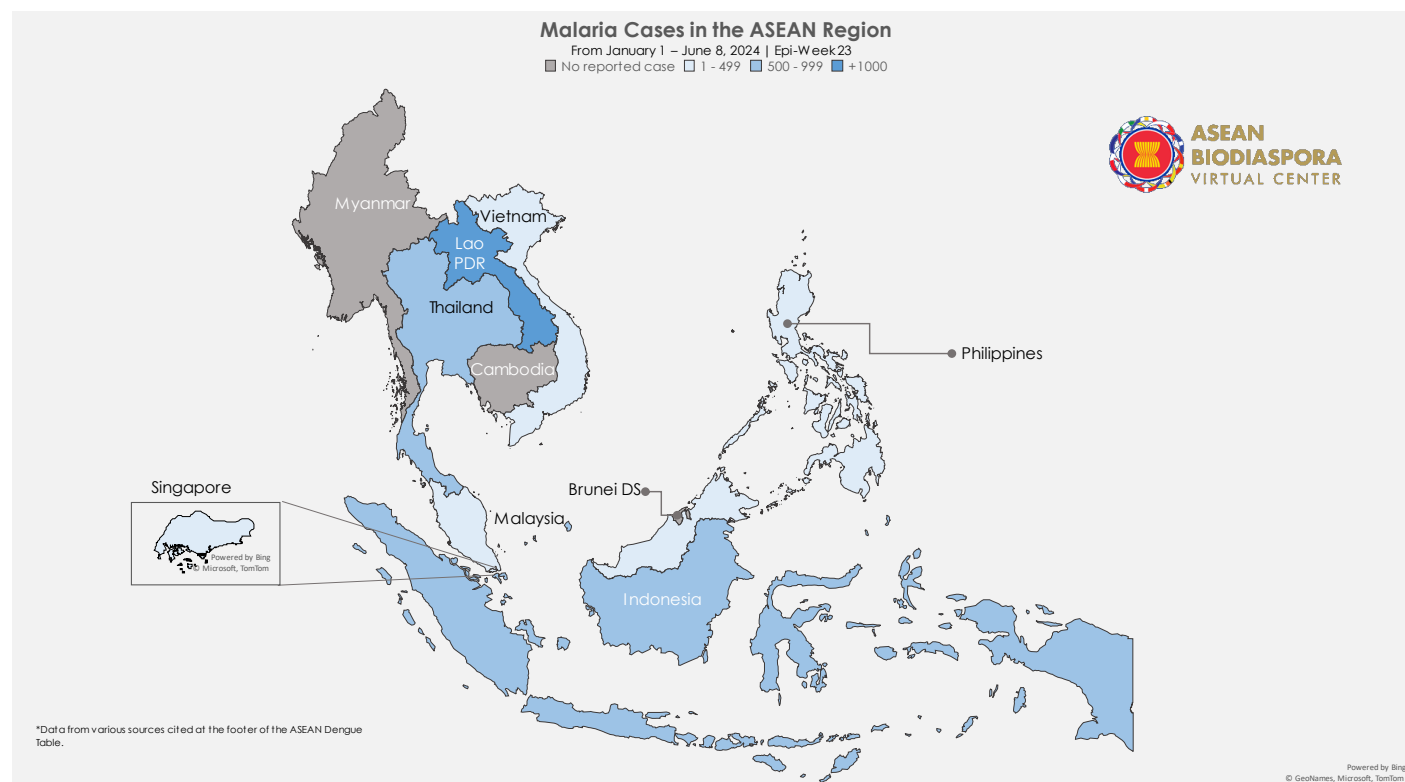 Malaria Cases in the ASEAN Region
From January 1 – June 8, 2024 | Epi-Week23
No reported case 1 - 499 500 - 999 +1000
ASEAN
BIODIASPORA
VIRTUAL CENTER
Myanmar
Vietnam
Lao
PDR
Thailand
Cambodia
Philippines
Singapore
Brunei DS
Malaysia
Powered by Bing
© Microsoft, TomTom
Indonesia
*Data from various sources cited at the footer of the ASEAN Dengue
Table.
Powered by Bing
© GeoNames, Microsoft, TomTom